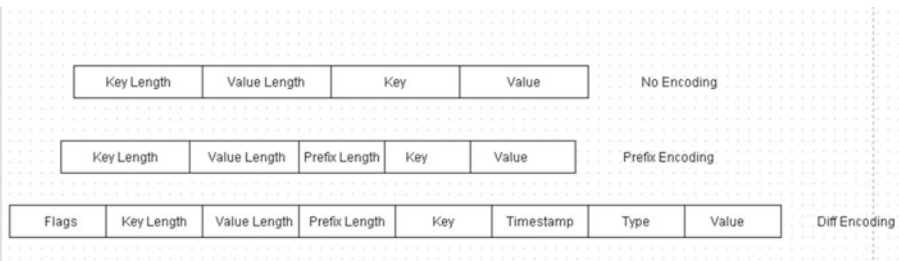 Key Length Value Length Key Value No Encoding
Key Length Value Length Prefix Length Key Value Prefix Encoding
Flags Key Length Value Length Prefix Length Key Timestamp Type Value Diff Encoding